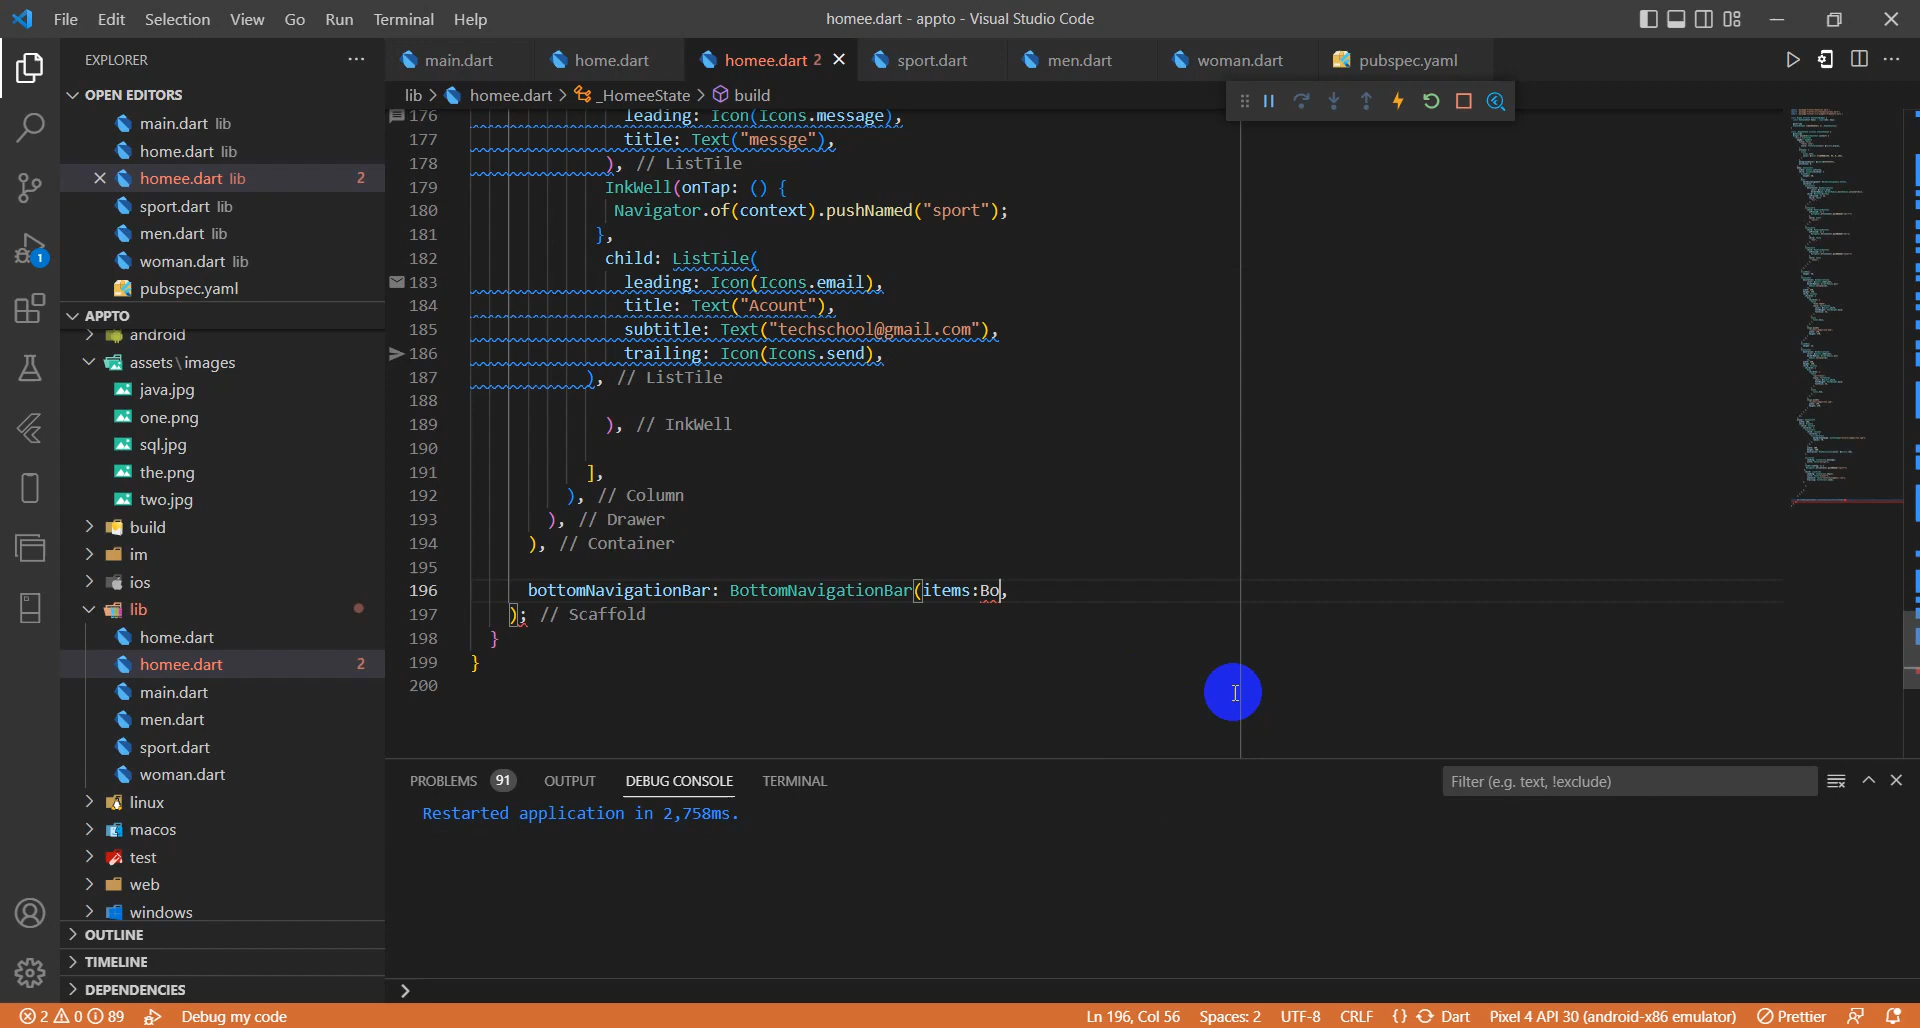 File Edit Selection View Go Run Terminal Help
homee.dart - appto - Visual Studio Code
EXPLORER
OPEN EDITORS
main.dart lib
home.dart lib
homee.dart lib 2
sport.dart lib
men.dart lib
woman.dart lib
pubspec.yaml
APPTO
android
assets\images
java.jpg
one.png
sql.jpg
the.png
two.jpg
build
im
ios
lib
home.dart
homee.dart 2
main.dart
men.dart
sport.dart
woman.dart
linux
macos
test
web
windows
OUTLINE
TIMELINE
DEPENDENCIES
1
main.dart home.dart homee.dart 2 sport.dart men.dart woman.dart pubspec.yaml
lib > homee.dart > _HomeeState > build
176 leading: Icon(Icons.message),
177 title: Text("messge"),
178 ), // ListTile
179 InkWell(onTap: () {
180 Navigator.of(context).pushNamed("sport");
181 },
182 child: ListTile(
183 leading: Icon(Icons.email),
184 title: Text("Acount"),
185 subtitle: Text("techschool@gmail.com"),
186 trailing: Icon(Icons.send),
187 ), // ListTile
188
189 ), // InkWell
190
191 ],
192 ), // Column
193 ), // Drawer
194 ), // Container
195
196 bottomNavigationBar: BottomNavigationBar(items:Bo,
197 ); // Scaffold
198 }
199 }
200
PROBLEMS 91 OUTPUT DEBUG CONSOLE TERMINAL
Filter (e.g. text, !exclude)
Restarted application in 2,758ms.
2 0 89 Debug my code
Ln 196, Col 56 Spaces: 2 UTF-8 CRLF {} Dart Pixel 4 API 30 (android-x86 emulator) Prettier